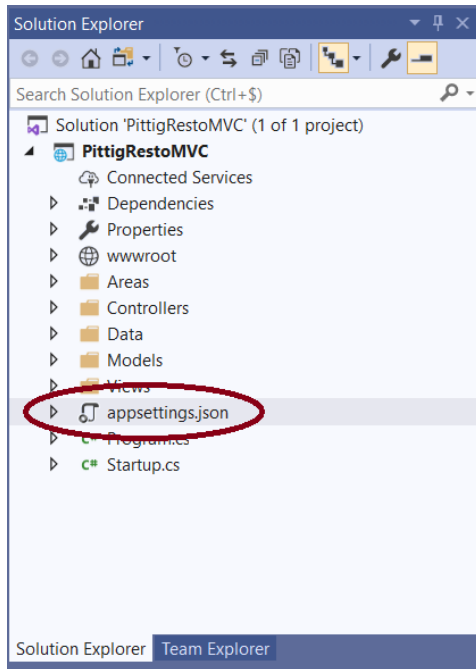 Solution Explorer
Search Solution Explorer (Ctrl+$)
Solution 'PittigRestoMVC' (1 of 1 project)
PittigRestoMVC
Connected Services
Dependencies
Properties
wwwroot
Areas
Controllers
Data
Models
Views
appsettings.json
C# Program.cs
C# Startup.cs
Solution Explorer Team Explorer